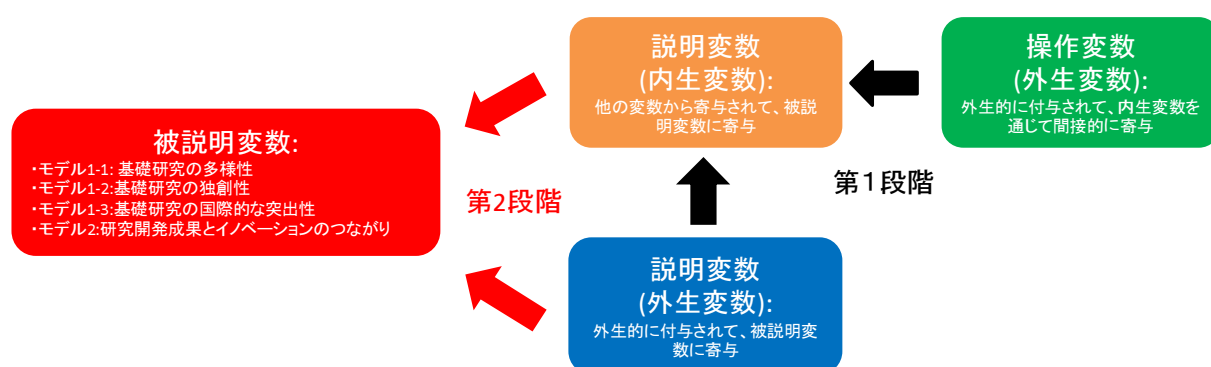 被説明変数:
・モデル1-1: 基礎研究の多様性
・モデル1-2:基礎研究の独創性
・モデル1-3:基礎研究の国際的な突出性
・モデル2:研究開発成果とイノベーションのつながり
第2段階
説明変数
(内生変数):
他の変数から寄与されて、被説
明変数に寄与
説明変数
(外生変数):
外生的に付与されて、被説明変
数に寄与
第１段階
操作変数
(外生変数):
外生的に付与されて、内生変数を
通じて間接的に寄与